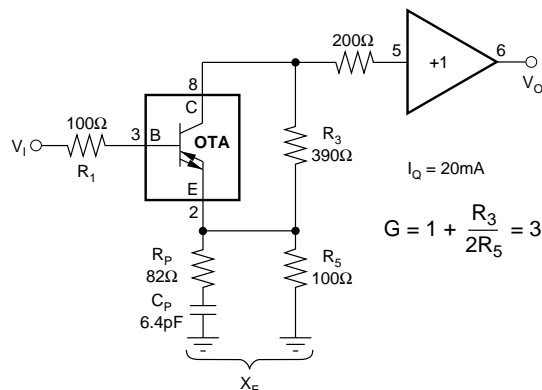 200Ω
5
+1
6
V_O
8
C
100Ω
3
B
OTA
V_I
R_1
E
2
R_3
390Ω
I_Q = 20mA
G = 1 + R_3 / 2R_5 = 3
R_P
82Ω
R_5
100Ω
C_P
6.4pF
X_E